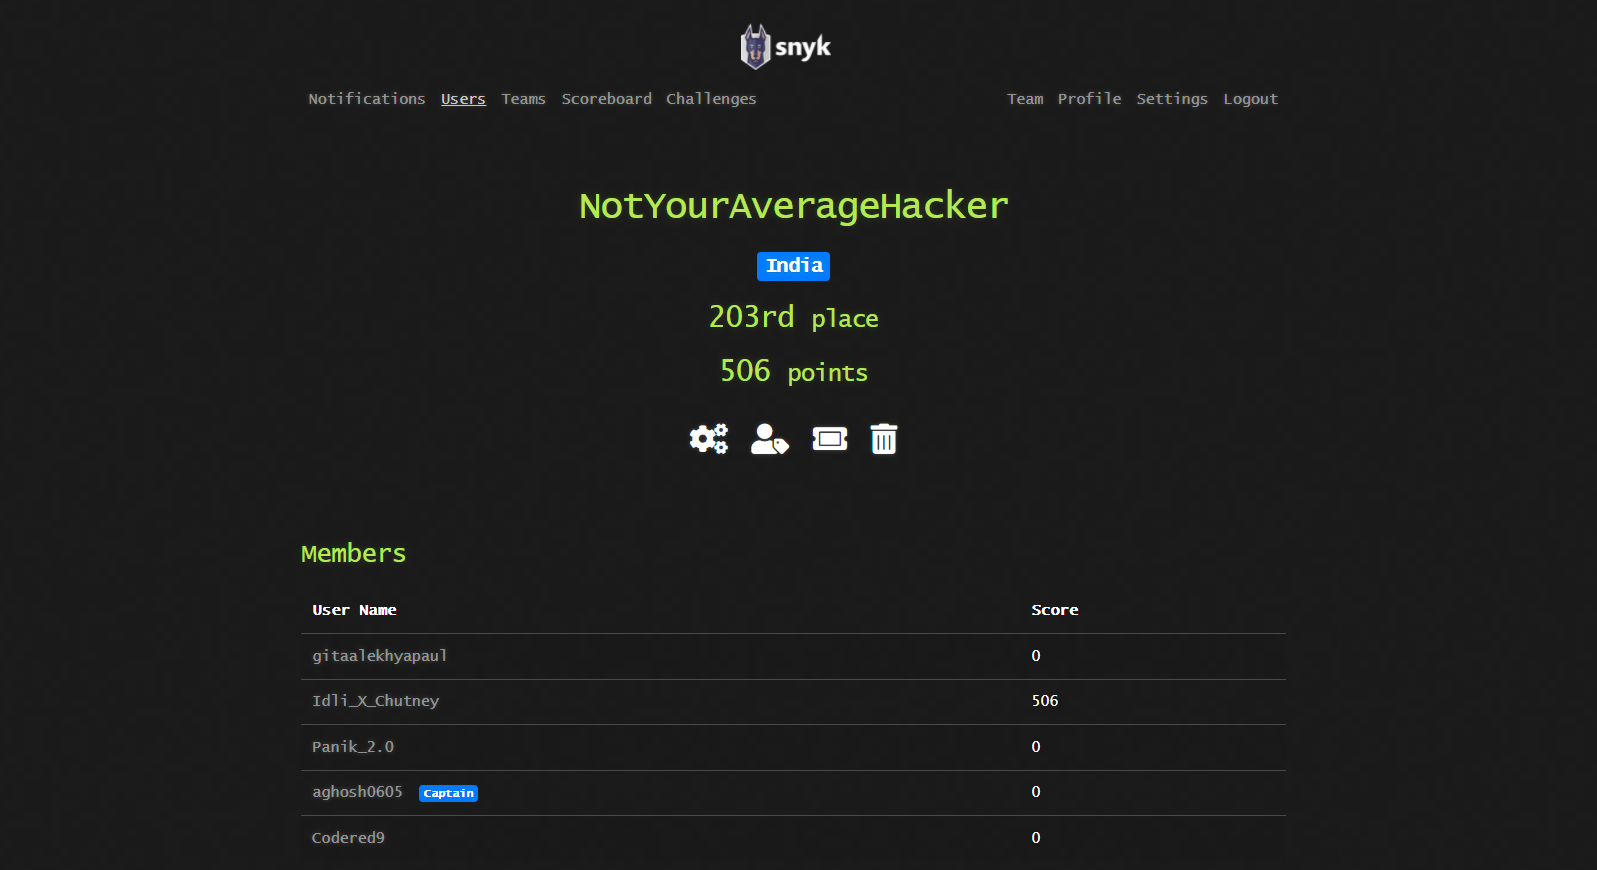 snyk
Notifications Users Teams Scoreboard Challenges Team Profile Settings Logout
NotYourAverageHacker
India
203rd place
506 points
Members
User Name Score
gitaalekhyapaul 0
Idli_X_Chutney 506
Panik_2.0 0
aghosh0605 Captain 0
Codered9 0